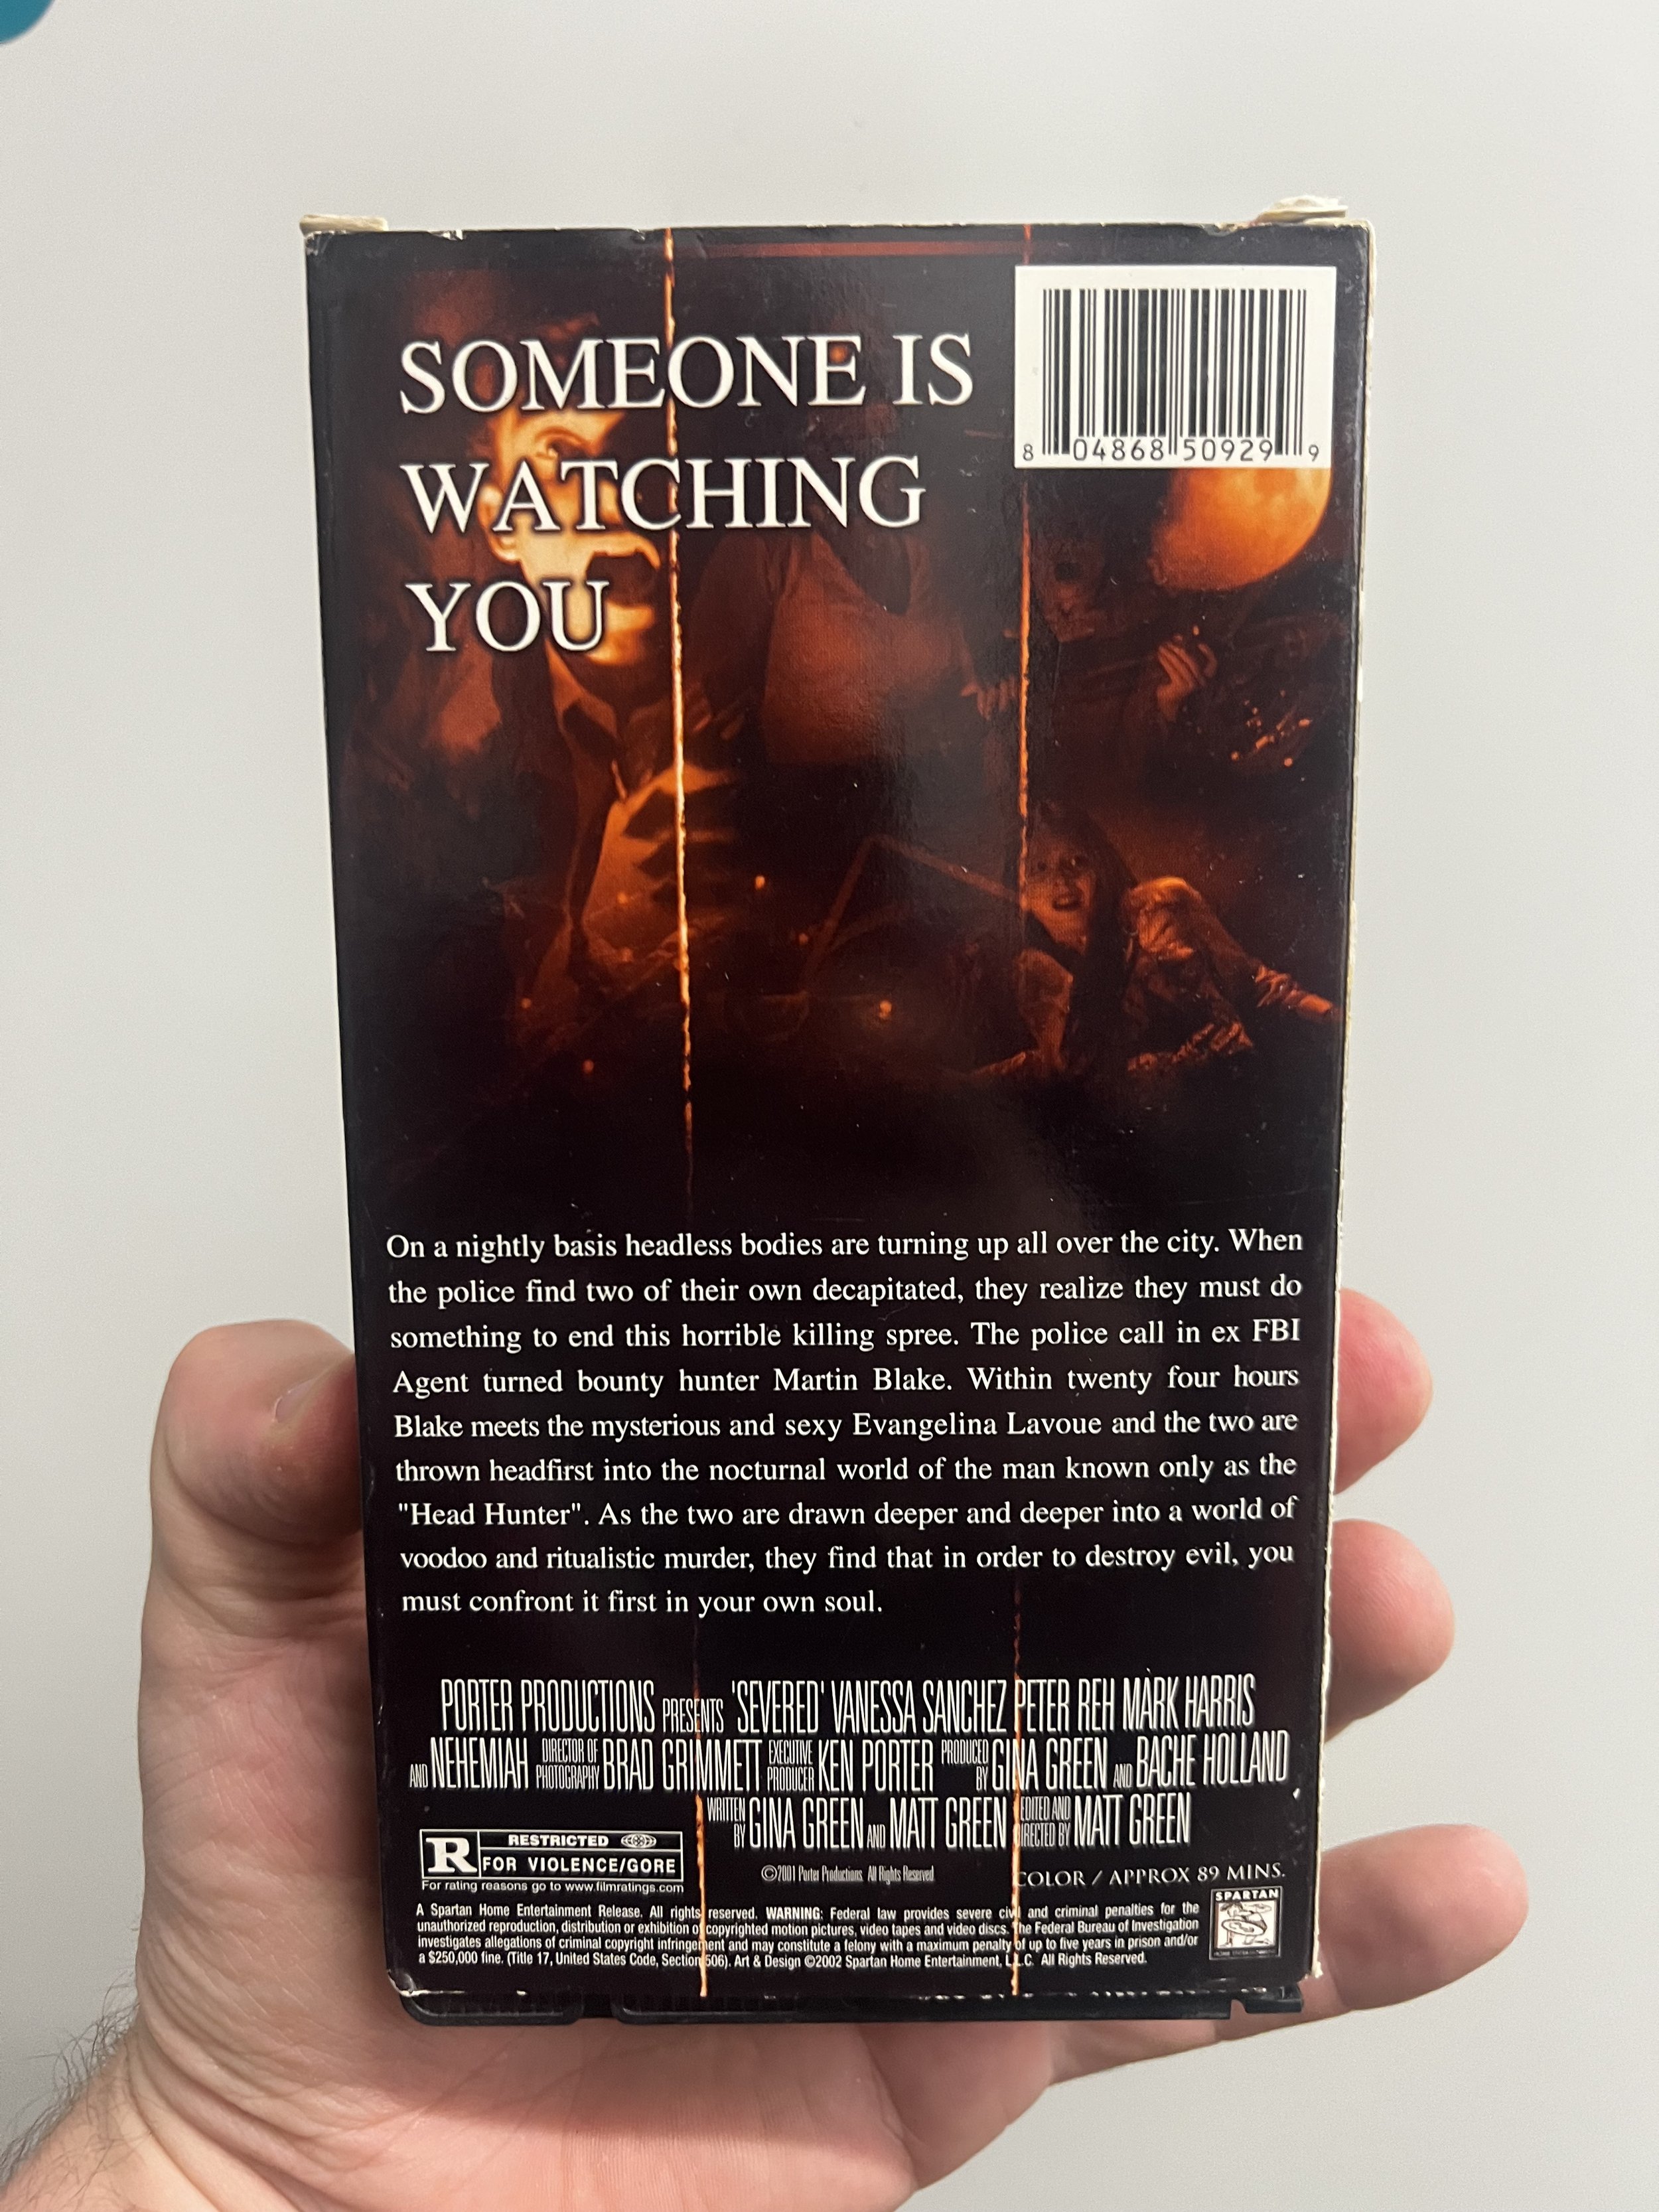 SOMEONE IS
WATCHING
YOU
8 04868 50929 9
On a nightly basis headless bodies are turning up all over the city. When
the police find two of their own decapitated, they realize they must do
something to end this horrible killing spree. The police call in ex FBI
Agent turned bounty hunter Martin Blake. Within twenty four hours
Blake meets the mysterious and sexy Evangelina Lavoue and the two are
thrown headfirst into the nocturnal world of the man known only as the
"Head Hunter". As the two are drawn deeper and deeper into a world of
voodoo and ritualistic murder, they find that in order to destroy evil, you
must confront it first in your own soul.
PORTER PRODUCTIONS PRESENTS 'SEVERED' VANESSA SANCHEZ PETER REH MARK HARRIS
AND NEHEMIAH DIRECTOR OF PHOTOGRAPHY BRAD GRIMMETT EXECUTIVE PRODUCER KEN PORTER PRODUCED BY GINA GREEN AND BACHE HOLLAND
WRITTEN BY GINA GREEN AND MATT GREEN EDITED AND DIRECTED BY MATT GREEN
R RESTRICTED
FOR VIOLENCE/GORE
For rating reasons go to www.filmratings.com
©2001 Porter Productions. All Rights Reserved
COLOR / APPROX 89 MINS.
A Spartan Home Entertainment Release. All rights reserved. WARNING: Federal law provides severe civil and criminal penalties for the
unauthorized reproduction, distribution or exhibition of copyrighted motion pictures, video tapes and video discs. The Federal Bureau of Investigation
investigates allegations of criminal copyright infringement and may constitute a felony with a maximum penalty of up to five years in prison and/or
a $250,000 fine. (Title 17, United States Code, Section 506). Art & Design ©2002 Spartan Home Entertainment, L.L.C. All Rights Reserved.
SPARTAN